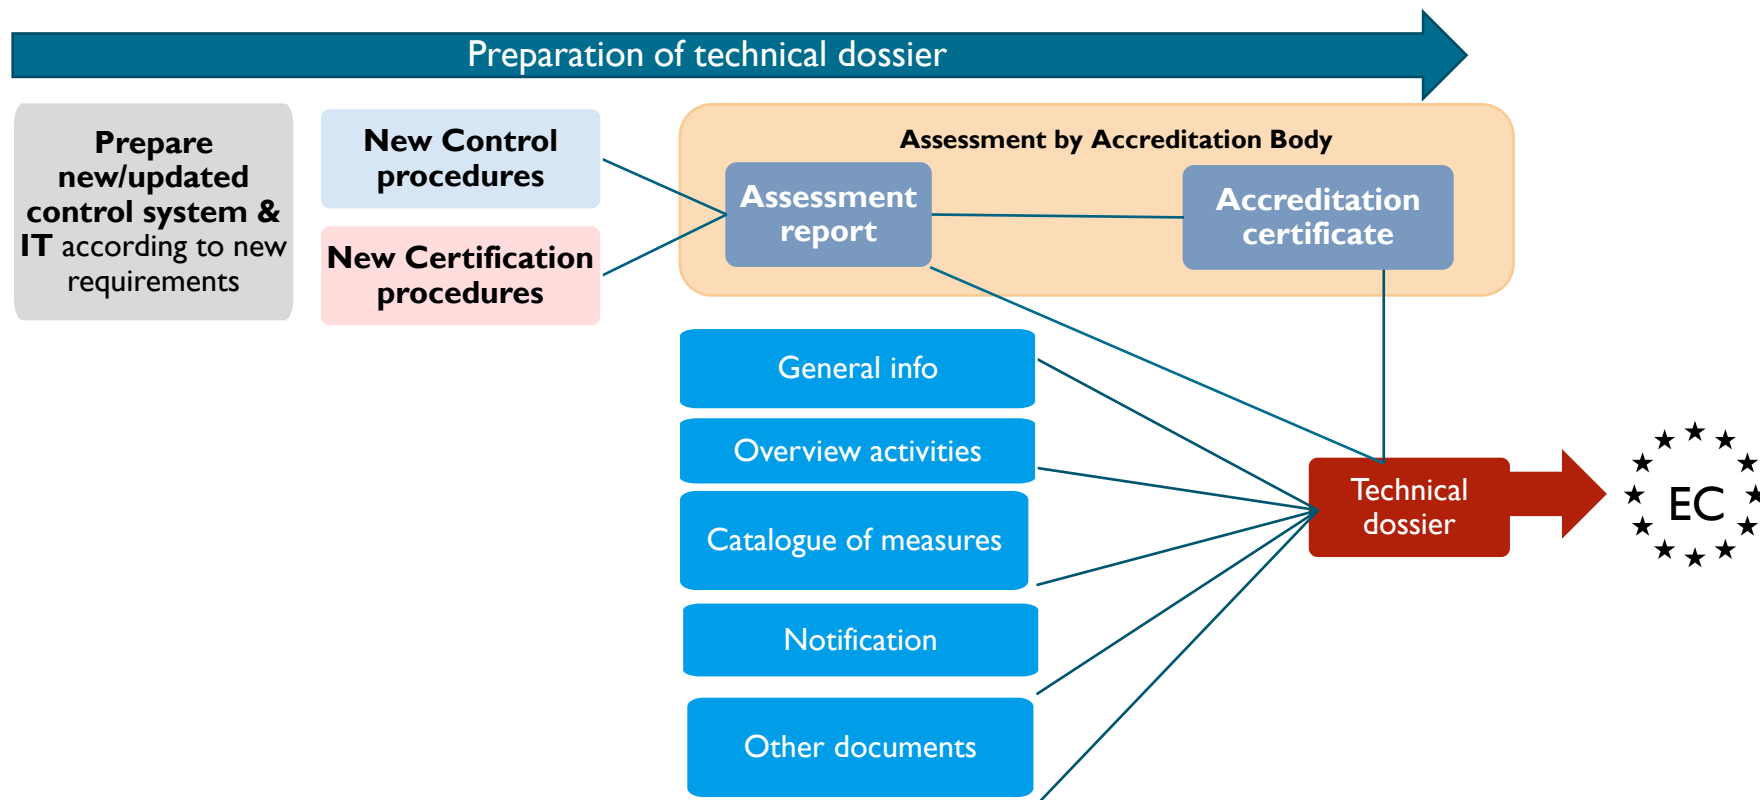 Preparation of technical dossier
Prepare
new/updated
control system &
IT according to new
requirements
New Control
procedures
New Certification
procedures
Assessment by Accreditation Body
Assessment
report
Accreditation
certificate
General info
Overview activities
Catalogue of measures
Notification
Other documents
Technical
dossier
EC